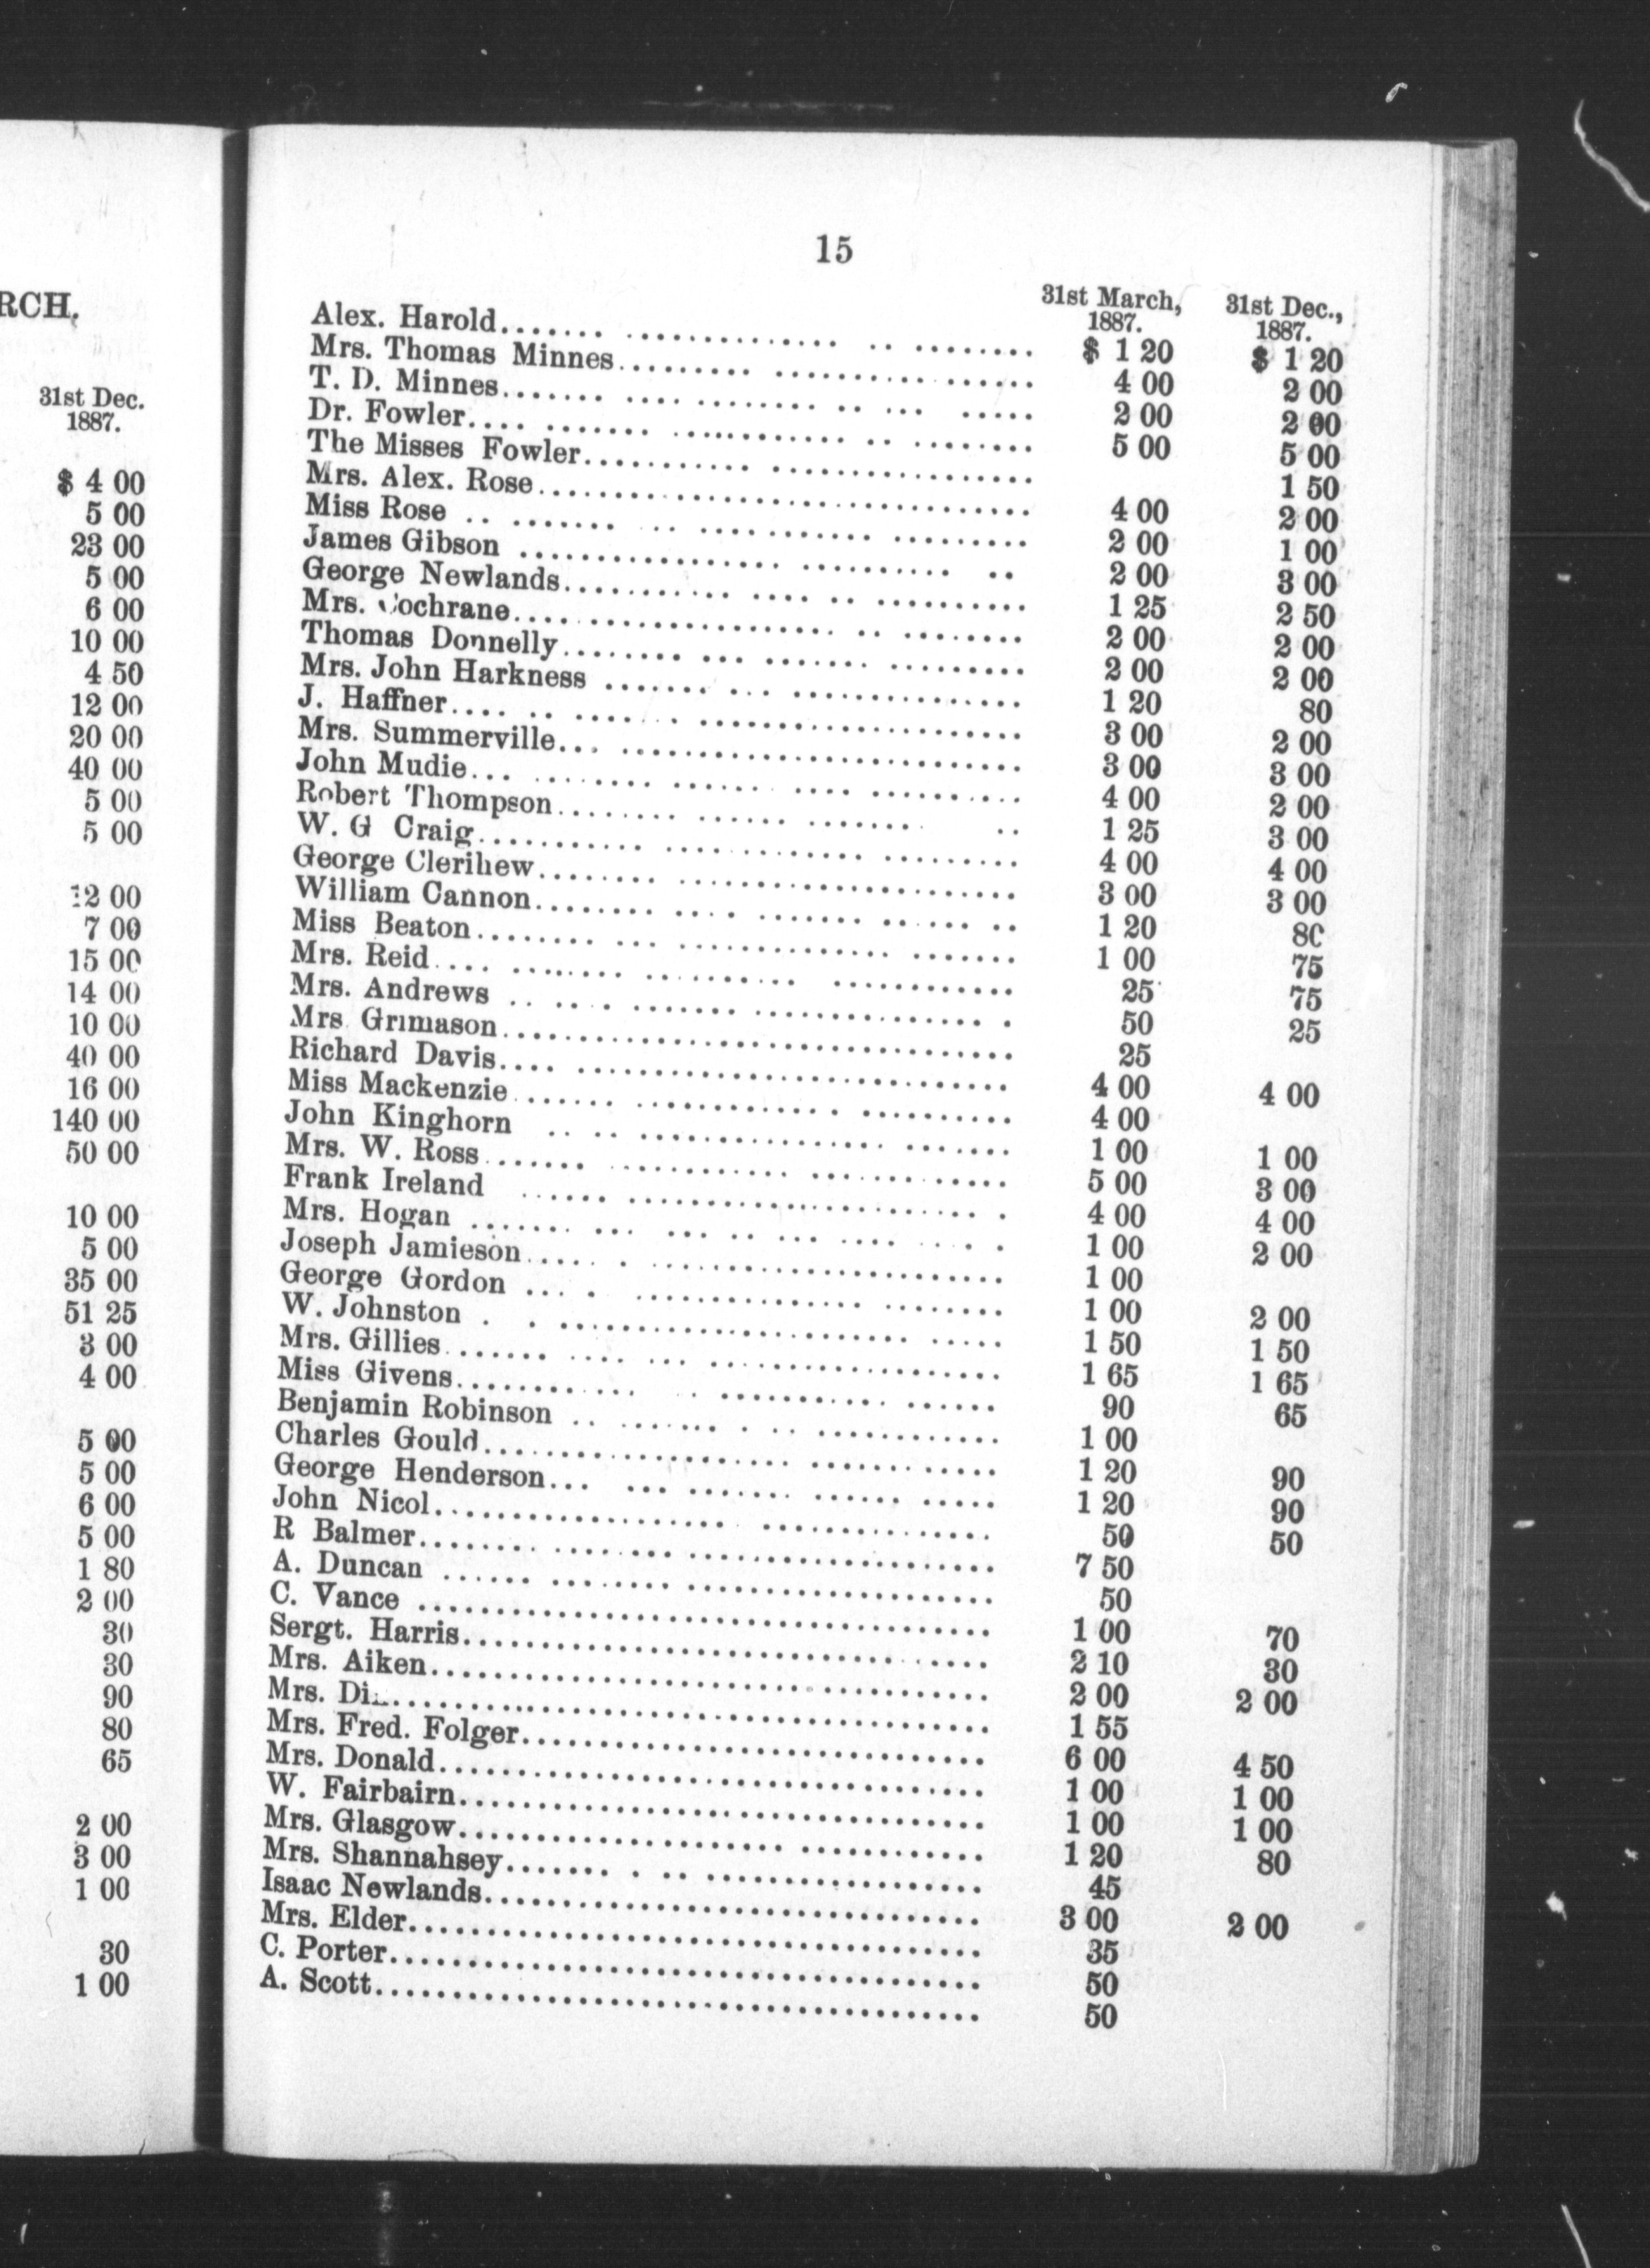 RCH.
31st Dec.
1887.
$ 4 00
5 00
23 00
5 00
6 00
10 00
4 50
12 00
20 00
40 00
5 00
5 00
12 00
7 00
15 00
14 00
10 00
40 00
16 00
140 00
50 00
10 00
5 00
35 00
51 25
3 00
4 00
5 00
5 00
6 00
5 00
1 80
2 00
30
30
90
80
65
2 00
3 00
1 00
30
1 00
15
31st March, 1887. 31st Dec., 1887.
Alex. Harold $ 1 20 $ 1 20
Mrs. Thomas Minnes 4 00 2 00
T. D. Minnes 2 00 2 00
Dr. Fowler 5 00 5 00
The Misses Fowler 1 50
Mrs. Alex. Rose 4 00 2 00
Miss Rose 2 00 1 00
James Gibson 2 00 3 00
George Newlands 1 25 2 50
Mrs. Cochrane 2 00 2 00
Thomas Donnelly 2 00 2 00
Mrs. John Harkness 1 20 80
J. Haffner 3 00 2 00
Mrs. Summerville 3 00 3 00
John Mudie 4 00 2 00
Robert Thompson 1 25 3 00
W. G Craig 4 00 4 00
George Clerihew 3 00 3 00
William Cannon 1 20 80
Miss Beaton 1 00 75
Mrs. Reid 25 75
Mrs. Andrews 50 25
Mrs. Grimason 25
Richard Davis 4 00 4 00
Miss Mackenzie 4 00
John Kinghorn 1 00 1 00
Mrs. W. Ross 5 00 3 00
Frank Ireland 4 00 4 00
Mrs. Hogan 1 00 2 00
Joseph Jamieson 1 00
George Gordon 1 00 2 00
W. Johnston 1 50 1 50
Mrs. Gillies 1 65 1 65
Miss Givens 90 65
Benjamin Robinson 1 00
Charles Gould 1 20 90
George Henderson 1 20 90
John Nicol 50 50
R Balmer 7 50
A. Duncan 50
C. Vance 1 00 70
Sergt. Harris 2 10 30
Mrs. Aiken 2 00 2 00
Mrs. 1 55
Mrs. Fred. Folger 6 00 4 50
Mrs. Donald 1 00 1 00
W. Fairbairn 1 00 1 00
Mrs. Glasgow 1 20 80
Mrs. Shannahsey 45
Isaac Newlands 3 00 2 00
Mrs. Elder 35
C. Porter 50
A. Scott 50